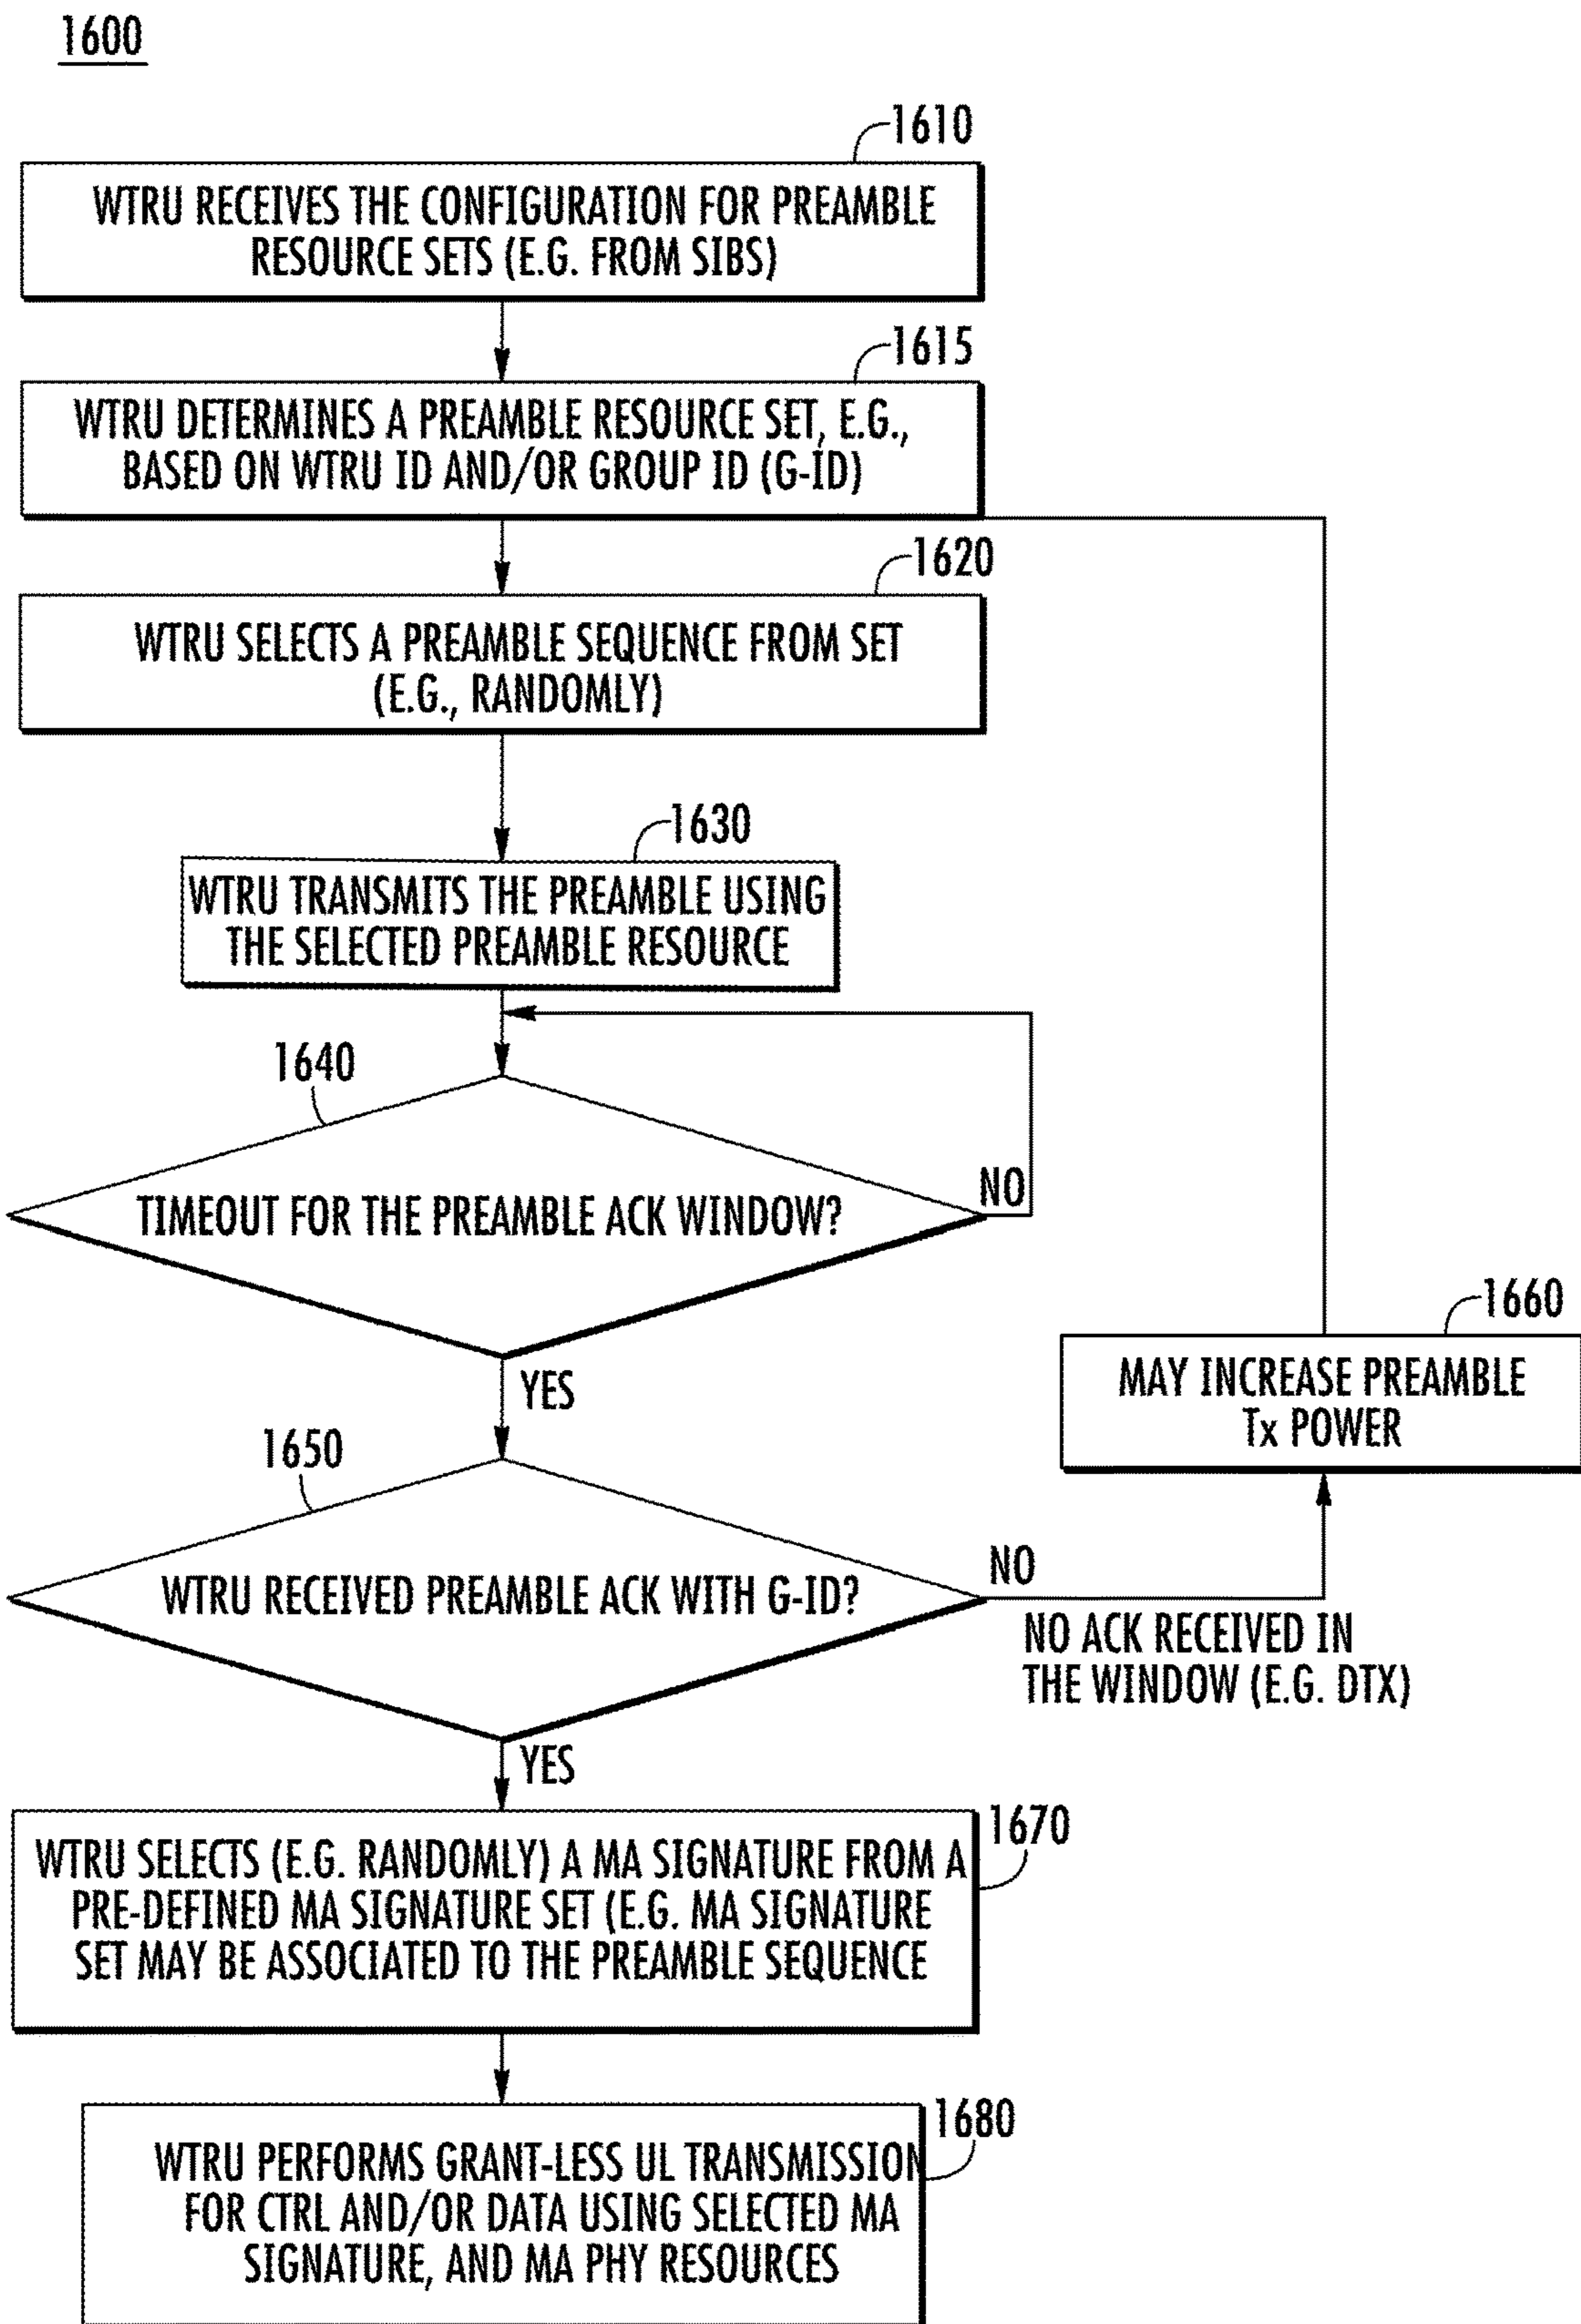 1600
1610
WTRU RECEIVES THE CONFIGURATION FOR PREAMBLE
RESOURCE SETS (E.G. FROM SIBS)
1615
WTRU DETERMINES A PREAMBLE RESOURCE SET, E.G.,
BASED ON WTRU ID AND/OR GROUP ID (G-ID)
1620
WTRU SELECTS A PREAMBLE SEQUENCE FROM SET
(E.G., RANDOMLY)
1630
WTRU TRANSMITS THE PREAMBLE USING
THE SELECTED PREAMBLE RESOURCE
1640
TIMEOUT FOR THE PREAMBLE ACK WINDOW?
NO
YES
1660
MAY INCREASE PREAMBLE
Tx POWER
1650
WTRU RECEIVED PREAMBLE ACK WITH G-ID?
NO
NO ACK RECEIVED IN
THE WINDOW (E.G. DTX)
YES
1670
WTRU SELECTS (E.G. RANDOMLY) A MA SIGNATURE FROM A
PRE-DEFINED MA SIGNATURE SET (E.G. MA SIGNATURE
SET MAY BE ASSOCIATED TO THE PREAMBLE SEQUENCE
1680
WTRU PERFORMS GRANT-LESS UL TRANSMISSION
FOR CTRL AND/OR DATA USING SELECTED MA
SIGNATURE, AND MA PHY RESOURCES